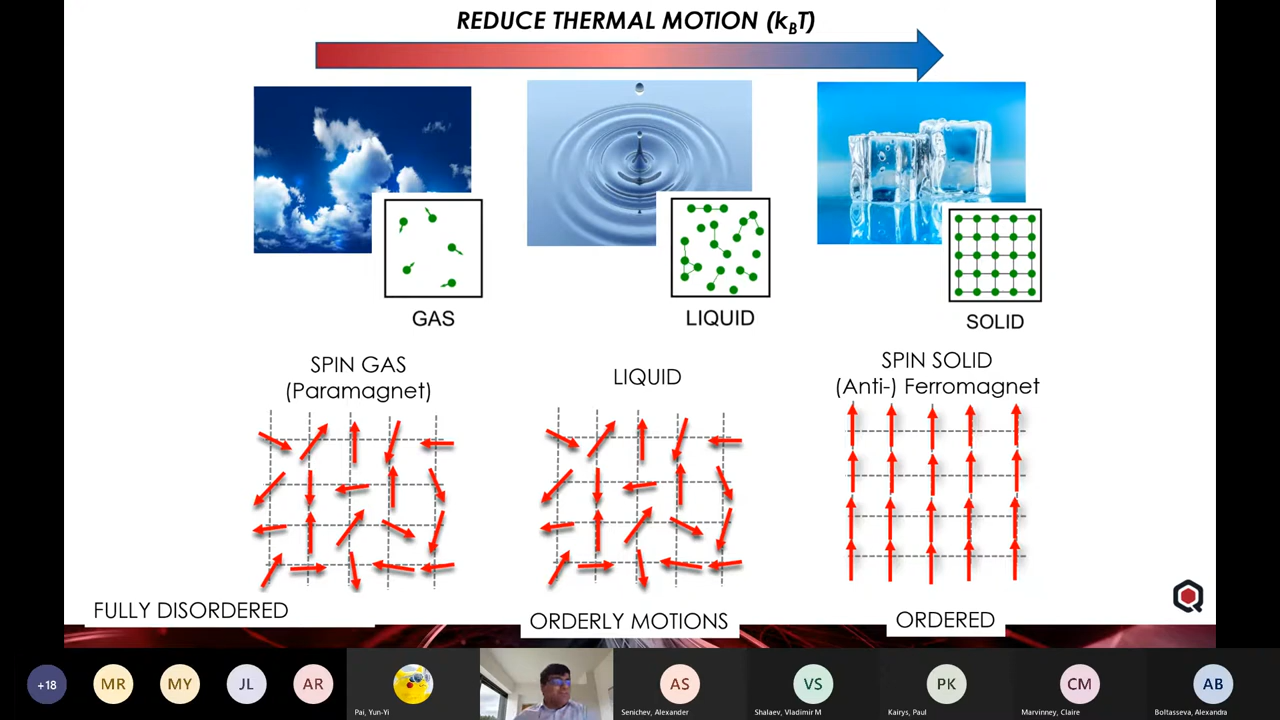 REDUCE THERMAL MOTION (kBT)
GAS
LIQUID
SOLID
SPIN GAS
(Paramagnet)
LIQUID
SPIN SOLID
(Anti-) Ferromagnet
FULLY DISORDERED
ORDERLY MOTIONS
ORDERED
+18
MR
MY
JL
AR
Pai, Yun-Yi
AS
Senichev, Alexander
VS
Shalaev, Vladimir M
PK
Kairys, Paul
CM
Marvinney, Claire
AB
Boltasseva, Alexandra